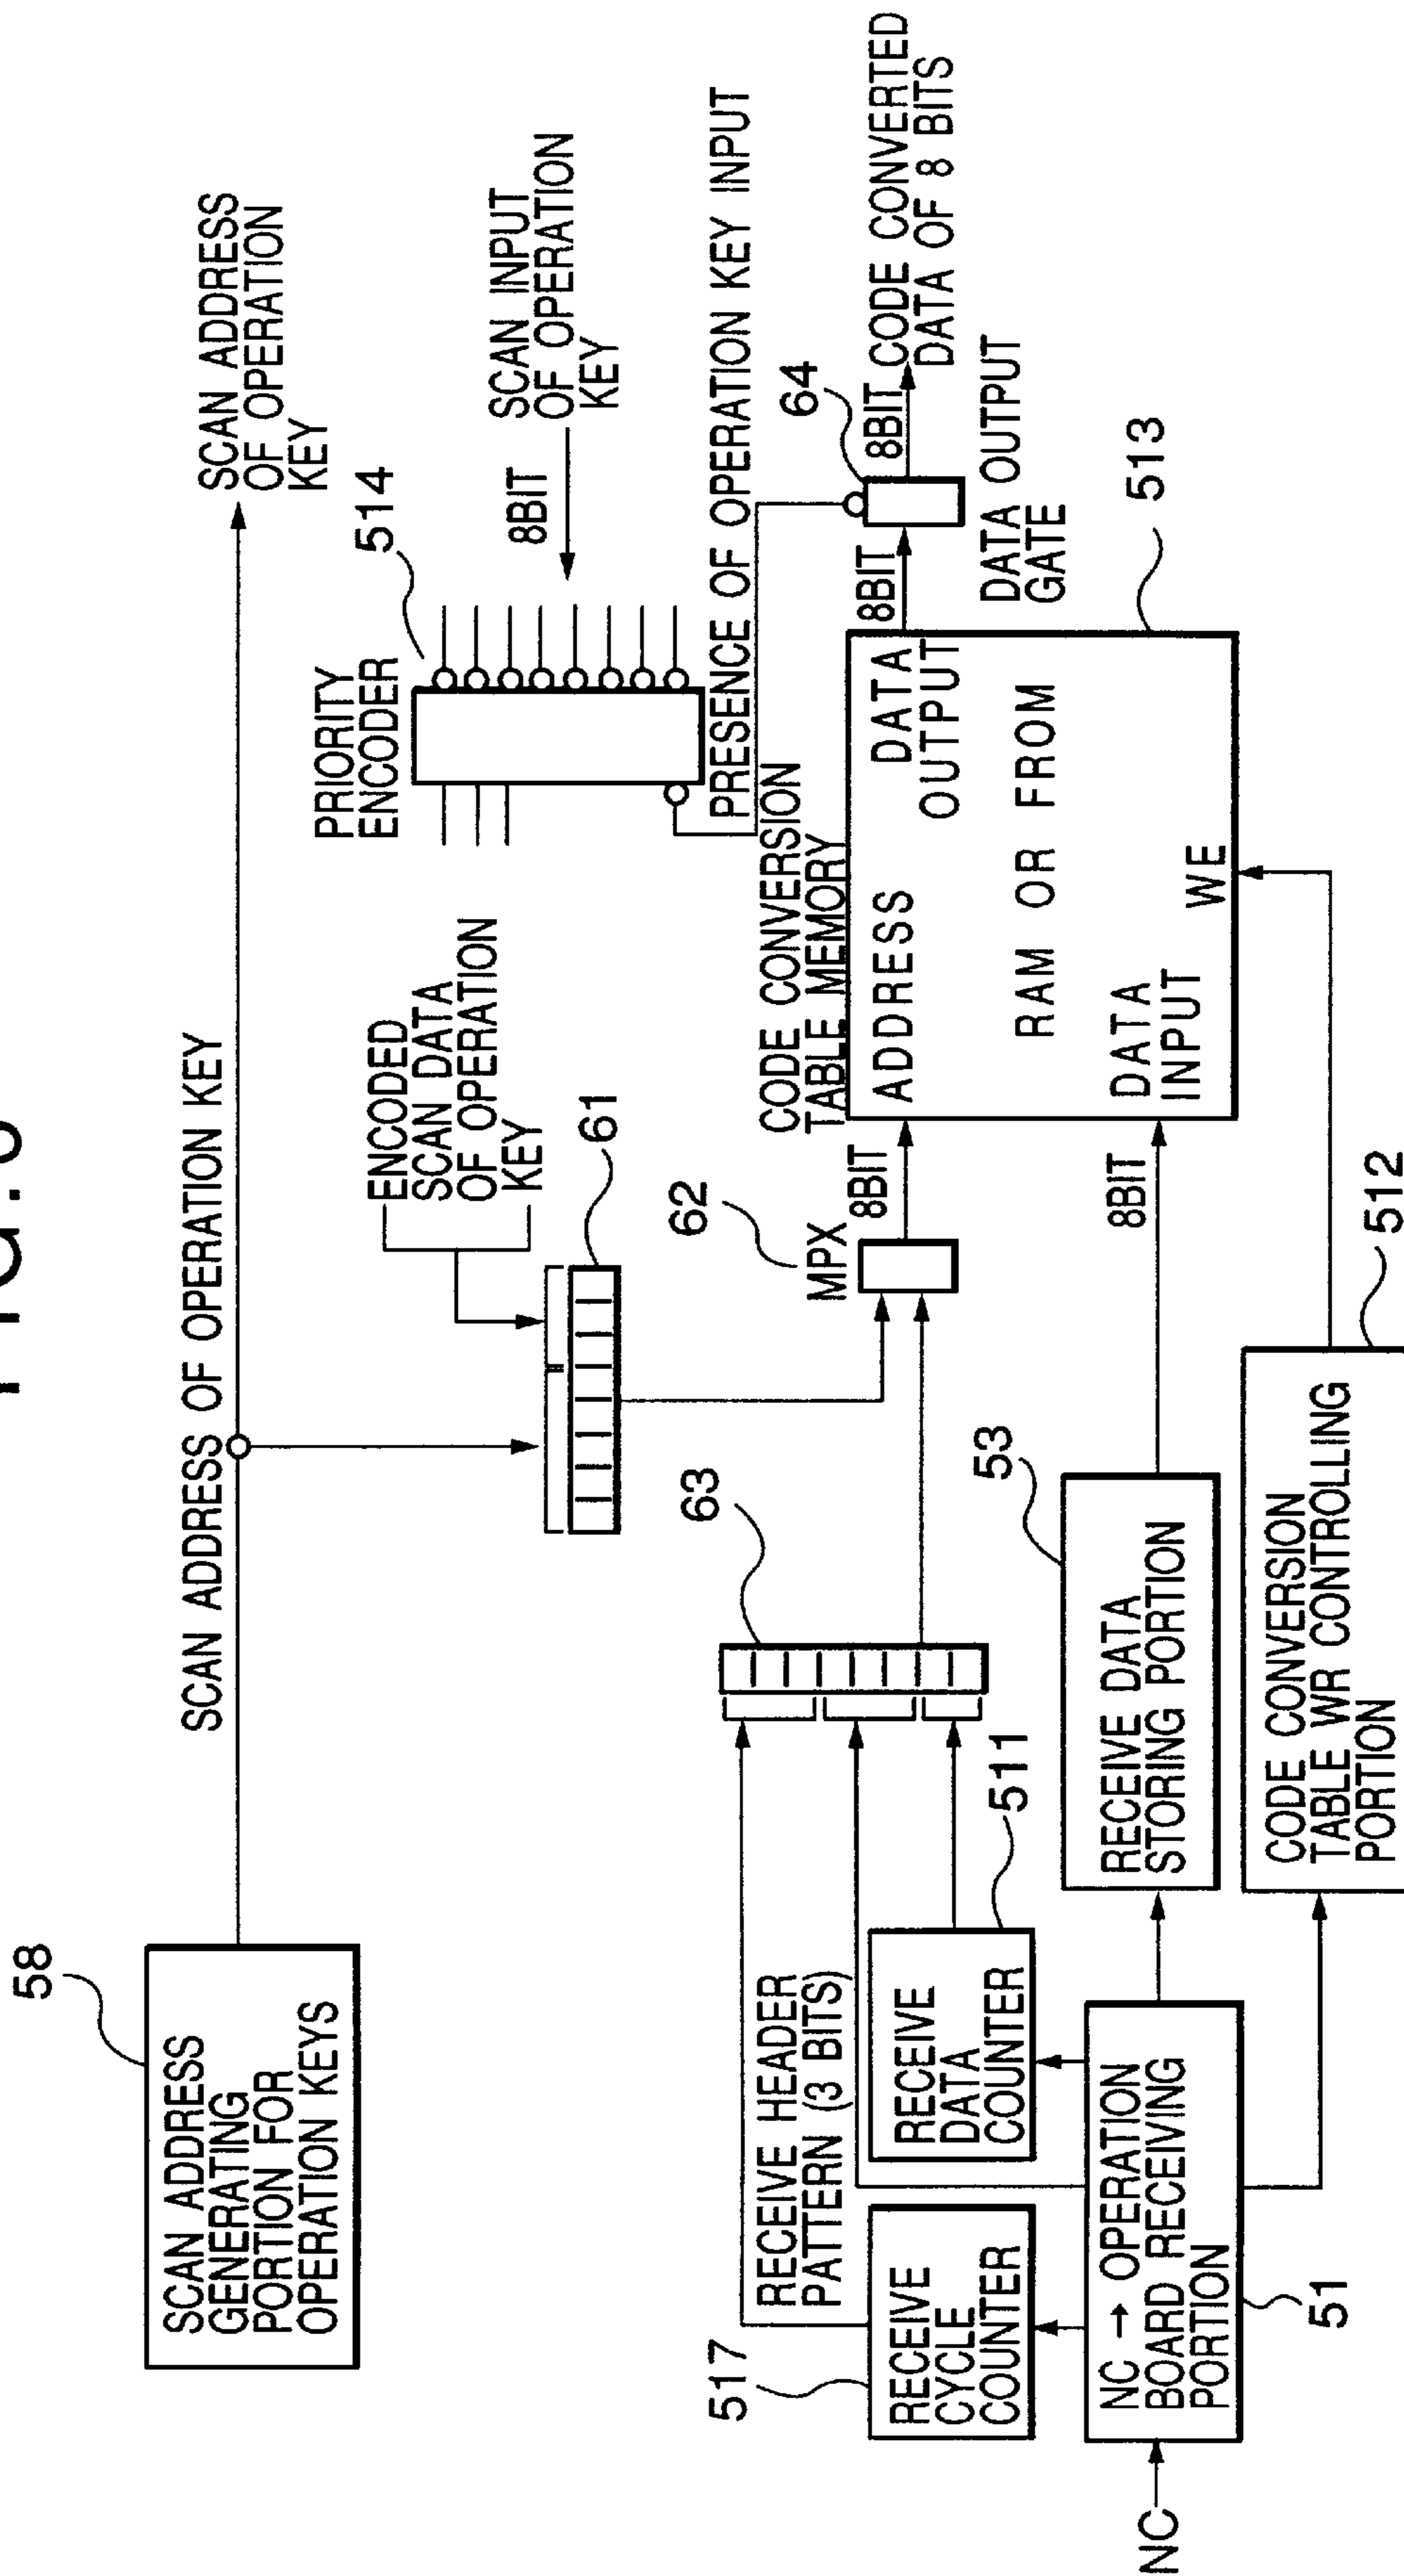 58
SCAN ADDRESS
GENERATING
PORTION FOR
OPERATION KEYS
SCAN ADDRESS OF OPERATION KEY
SCAN ADDRESS
OF OPERATION
KEY
ENCODED
SCAN DATA
OF OPERATION
KEY
61
PRIORITY
ENCODER
514
8BIT
SCAN INPUT
OF OPERATION
KEY
PRESENCE OF OPERATION KEY INPUT
63
62
MPX
8BIT
CODE CONVERSION
TABLE MEMORY
ADDRESS
DATA
OUTPUT
RAM OR FROM
DATA
INPUT
WE
513
8BIT
64
8BIT
CODE CONVERTED
DATA OF 8 BITS
DATA OUTPUT
GATE
RECEIVE HEADER
PATTERN (3 BITS)
517
RECEIVE
CYCLE
COUNTER
RECEIVE
DATA
COUNTER
511
NC
NC → OPERATION
BOARD RECEIVING
PORTION
51
RECEIVE DATA
STORING PORTION
53
8BIT
CODE CONVERSION
TABLE WR CONTROLLING
PORTION
512